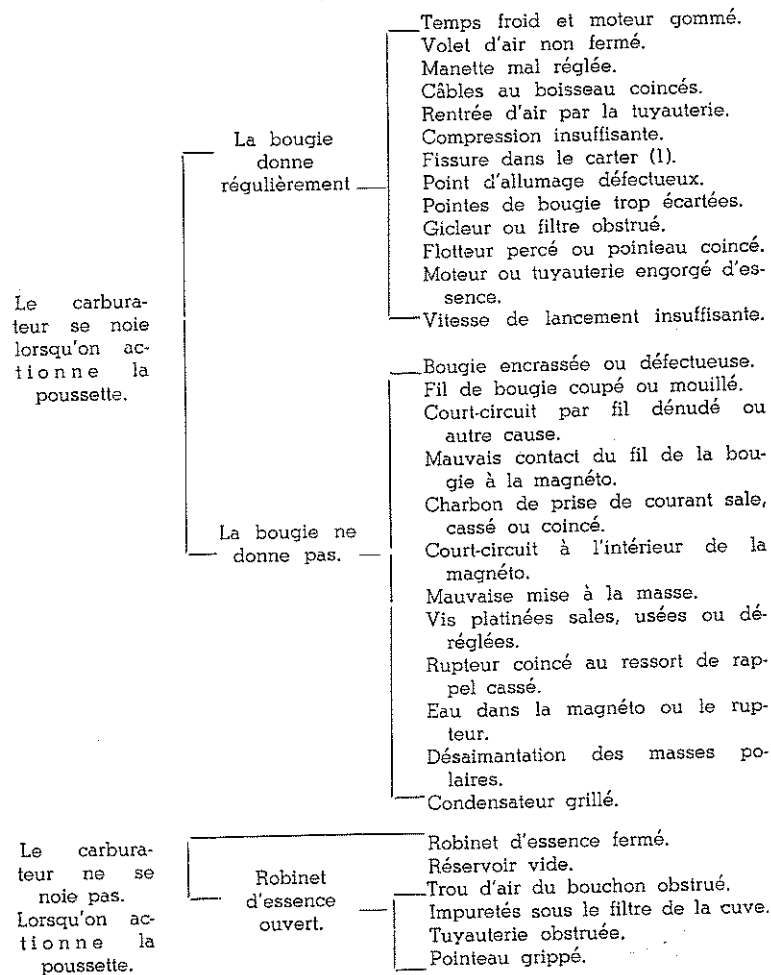 Le carbura-
teur se noie
lorsqu'on ac-
tionne la
poussette.
La bougie
donne
régulièrement
Temps froid et moteur gommé.
Volet d'air non fermé.
Manette mal réglée.
Câbles au boisseau coincés.
Rentrée d'air par la tuyauterie.
Compression insuffisante.
Fissure dans le carter (1).
Point d'allumage défectueux.
Pointes de bougie trop écartées.
Gicleur ou filtre obstrué.
Flotteur percé ou pointeau coincé.
Moteur ou tuyauterie engorgé d'es-
sence.
Vitesse de lancement insuffisante.
La bougie ne
donne pas.
Bougie encrassée ou défectueuse.
Fil de bougie coupé ou mouillé.
Court-circuit par fil dénudé ou
autre cause.
Mauvais contact du fil de la bou-
gie à la magnéto.
Charbon de prise de courant sale,
cassé ou coincé.
Court-circuit à l'intérieur de la
magnéto.
Mauvaise mise à la masse.
Vis platinées sales, usées ou dé-
réglées.
Rupteur coincé au ressort de rap-
pel cassé.
Eau dans la magnéto ou le rup-
teur.
Désaimantation des masses po-
laires.
Condensateur grillé.
Le carbura-
teur ne se
noie pas.
Lorsqu'on ac-
tionne la
poussette.
Robinet d'essence fermé.
Réservoir vide.
Robinet
d'essence
ouvert.
Trou d'air du bouchon obstrué.
Impuretés sous le filtre de la cuve.
Tuyauterie obstruée.
Pointeau grippé.